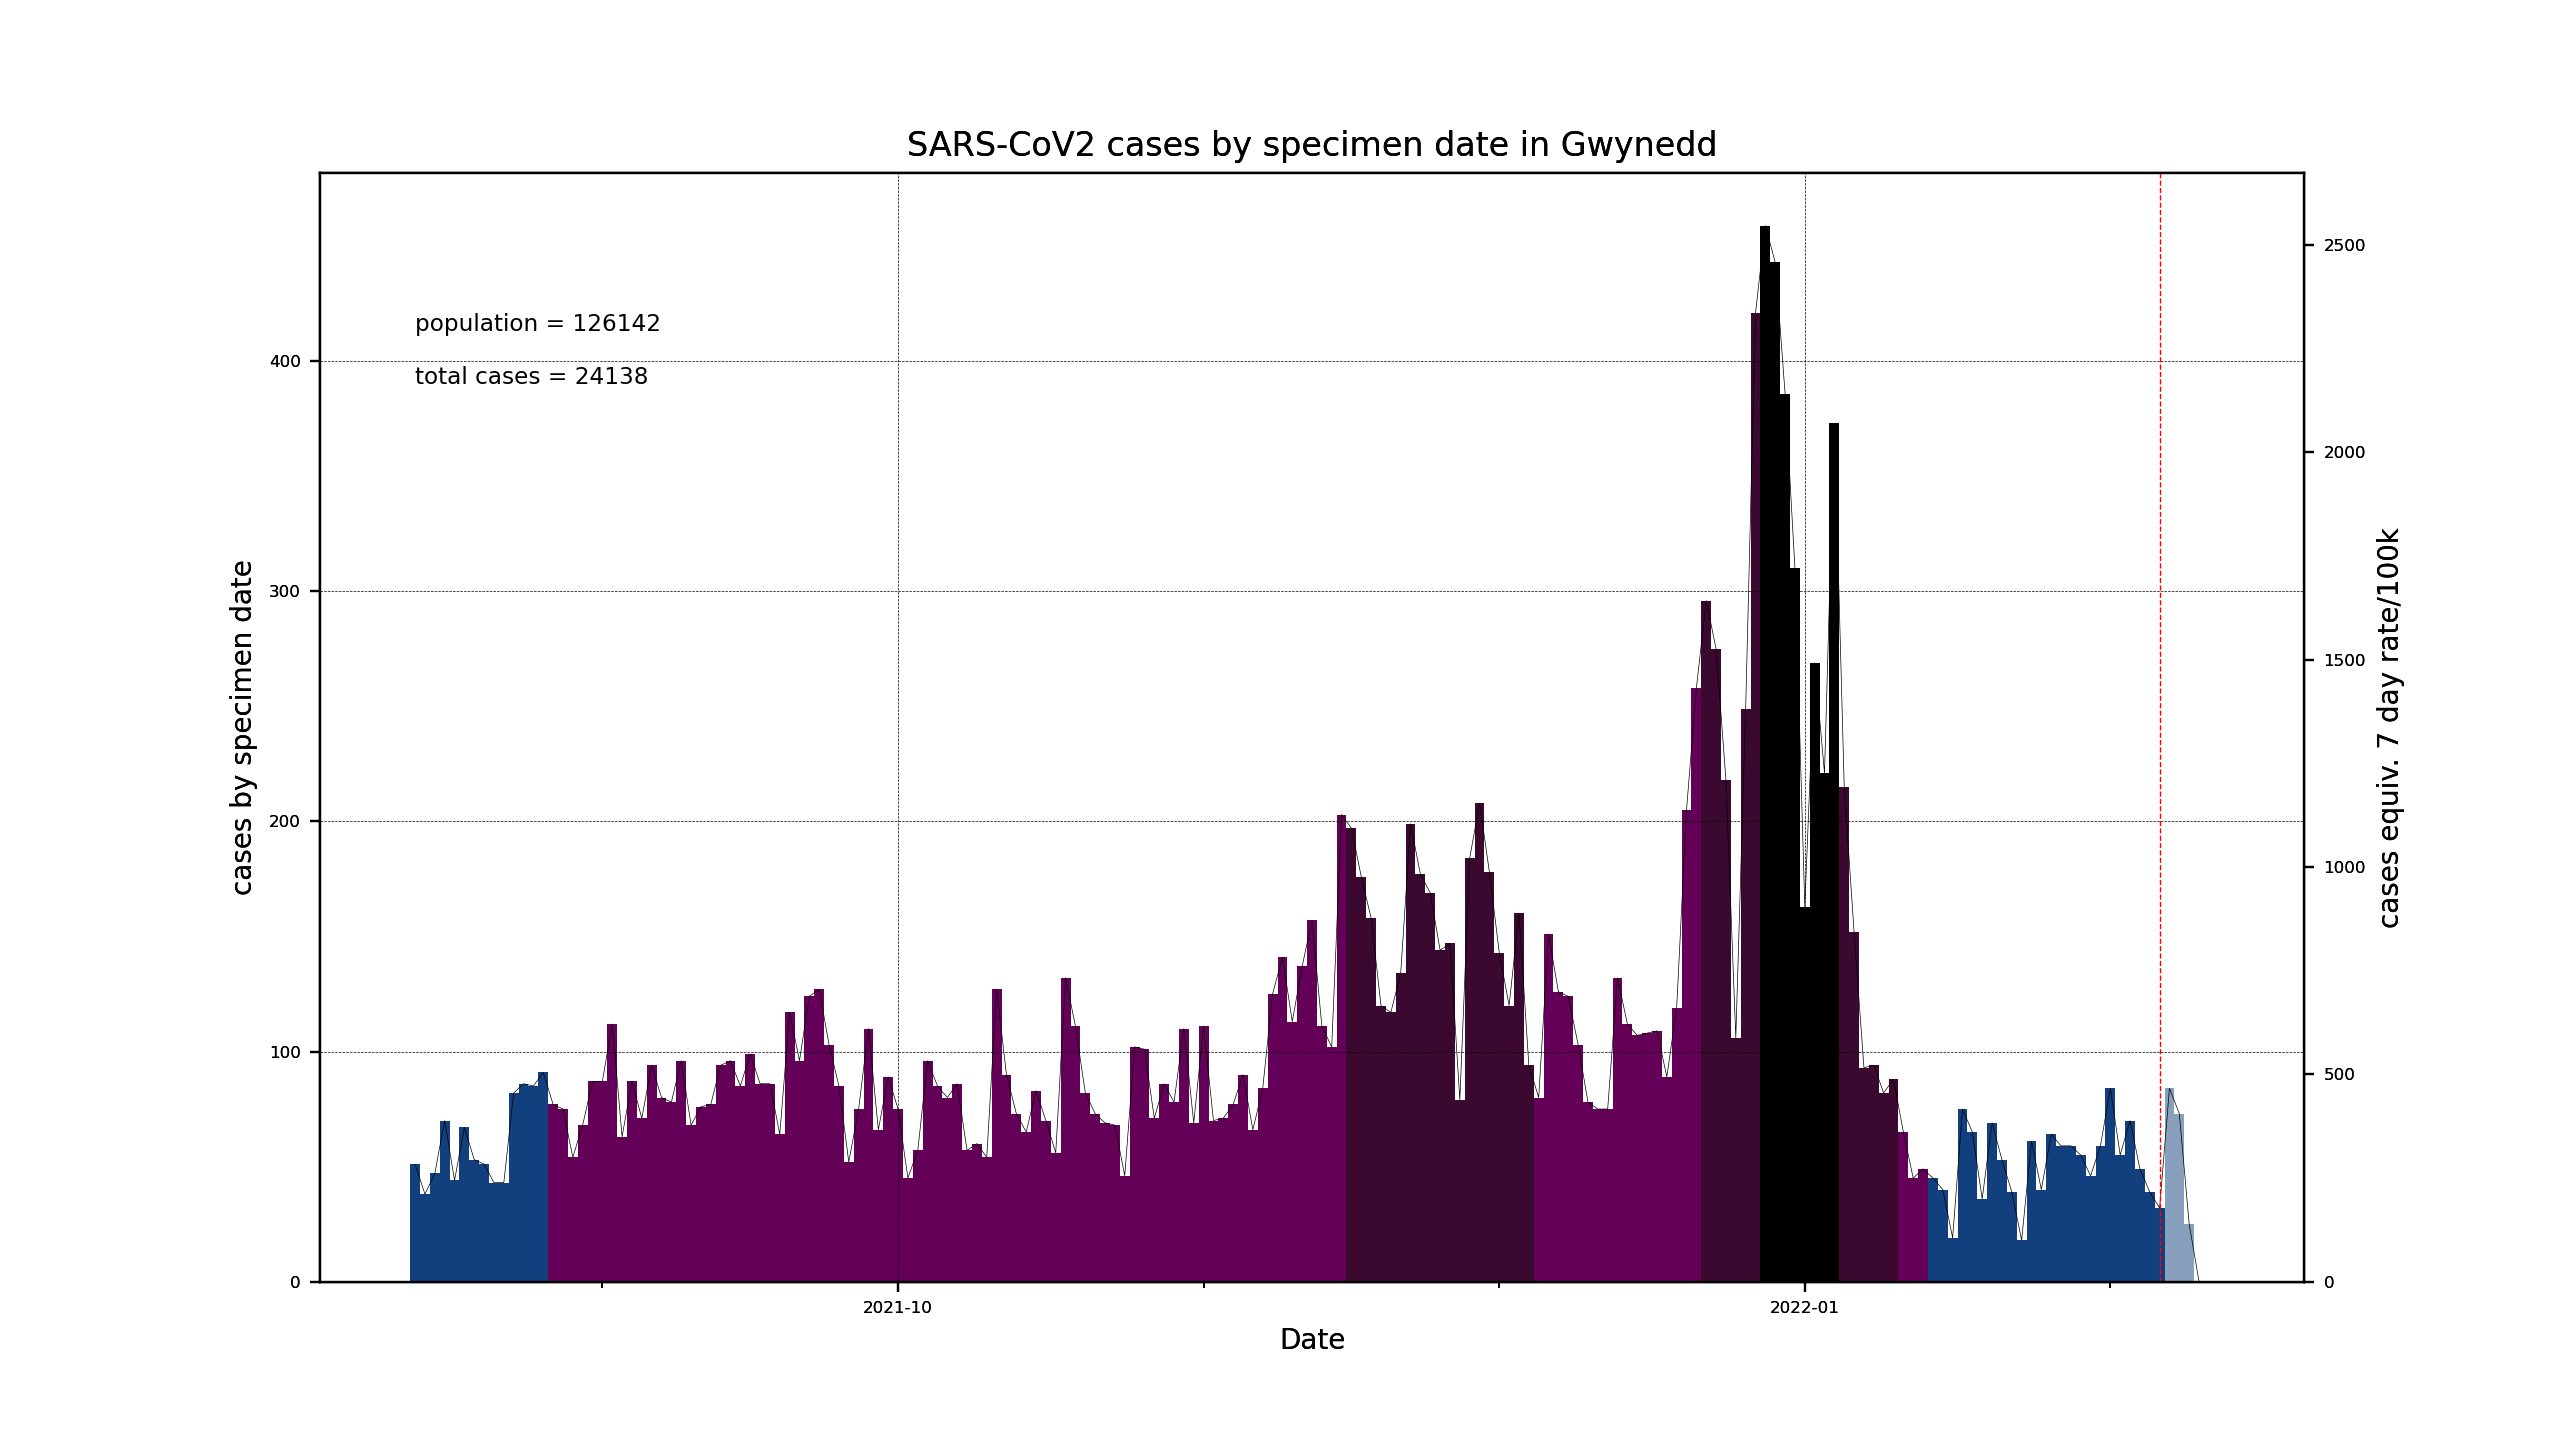 SARS-CoV2 cases by specimen date in Gwynedd
population = 126142
total cases = 24138
cases by specimen date
400
300
200
100
0
2500
2000
1500
1000
500
0
cases equiv. 7 day rate/100k
2021-10
2022-01
Date